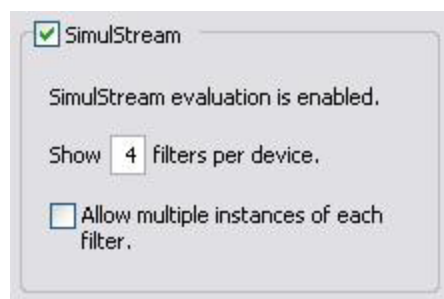 SimulStream
SimulStream evaluation is enabled.
Show 4 filters per device.
Allow multiple instances of each
filter.